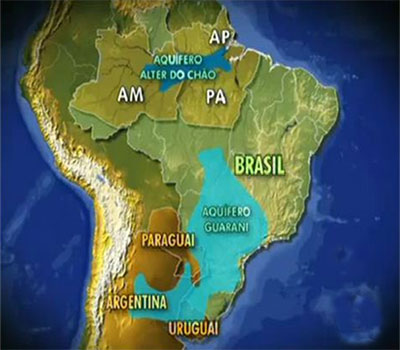 AP
AQUÍFERO
ALTER DO CHÃO
AM
PA
BRASIL
AQUÍFERO
GUARANI
PARAGUAI
ARGENTINA
URUGUAI